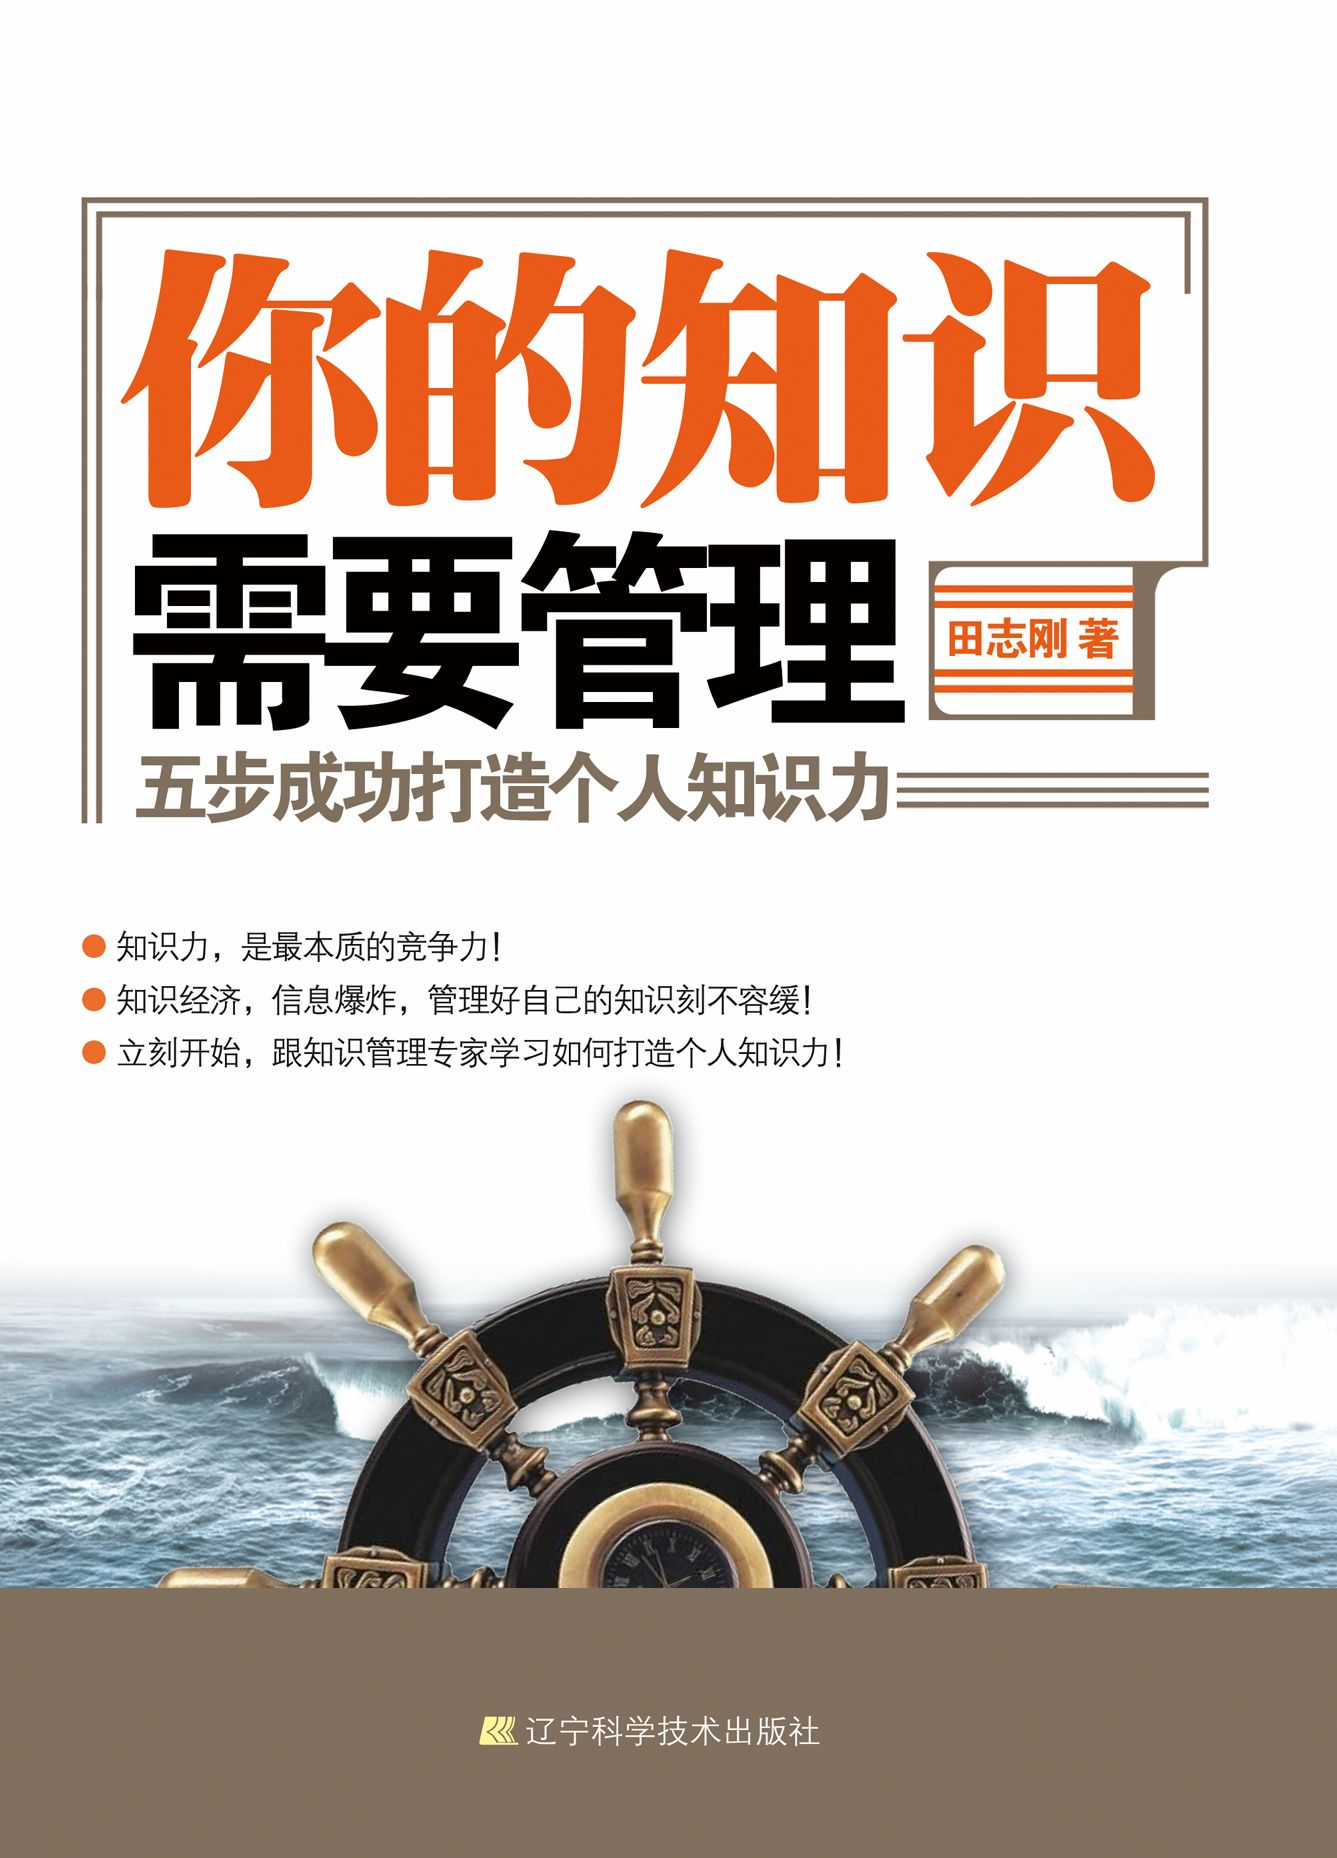 你的知识
需要管理
田志刚 著
五步成功打造个人知识力
知识力，是最本质的竞争力！
知识经济，信息爆炸，管理好自己的知识刻不容缓！
立刻开始，跟知识管理专家学习如何打造个人知识力！
辽宁科学技术出版社